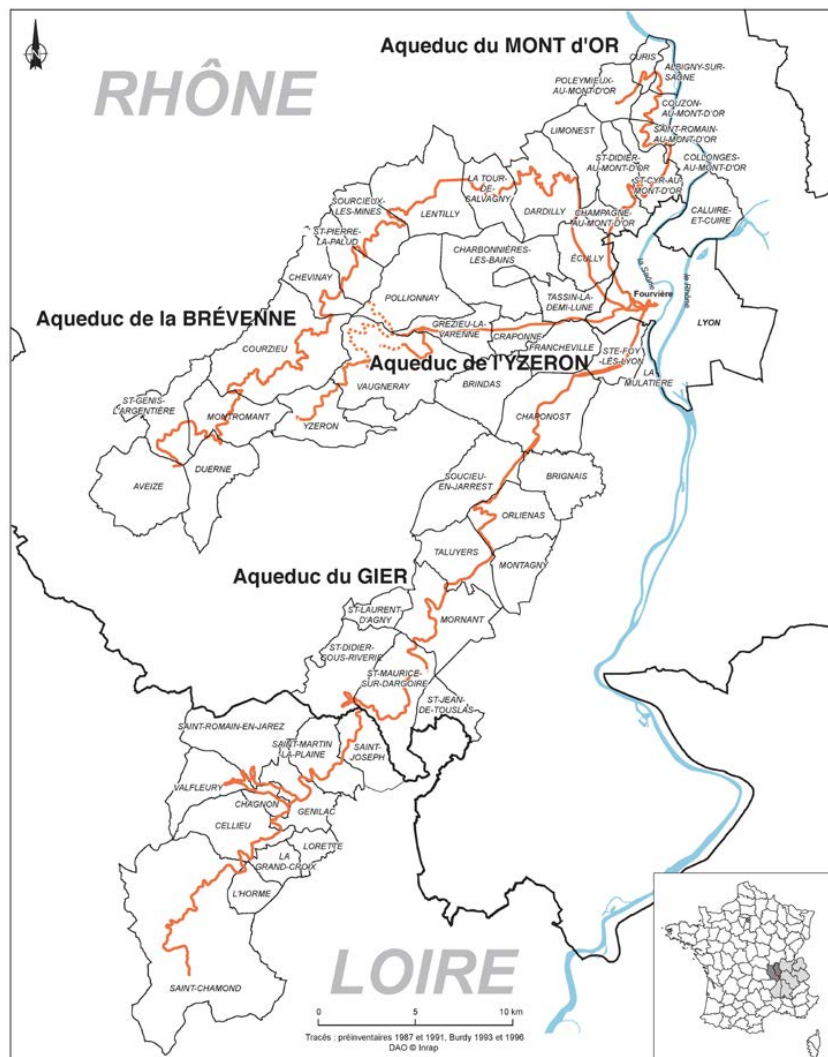 Aqueduc du MONT d'OR
RHÔNE
CURIS
ALBIGNY-SUR-
SAÔNE
POLEYMIEUX-
AU-MONT-D'OR
COUZON-
AU-MONT-D'OR
LIMONEST
SAINT-ROMAIN-
AU-MONT-D'OR
ST-DIDIER-
AU-MONT-D'OR
COLLONGES-
AU-MONT-D'OR
ST-CYR-AU-
MONT-D'OR
LA TOUR-
DE-
SALVAGNY
SOURCIEUX-
LES-MINES
LENTILLY
DARDILLY
CHAMPAGNE-
AU-MONT-D'OR
CALUIRE-
ET-CUIRE
ST-PIERRE-
LA-PALUD
CHARBONNIÈRES-
LES-BAINS
ÉCULLY
la Saône
le Rhône
CHEVINAY
POLLIONNAY
TASSIN-LA-
DEMI-LUNE
Fourvière
Aqueduc de la BRÉVENNE
GREZIEU-LA-
VARENNE
CRAPONNE
LYON
COURZIEU
FRANCHEVILLE
STE-FOY
-LÈS-LYON
Aqueduc de l'YZERON
LA
MULATIÈRE
VAUGNERAY
BRINDAS
ST-GENIS-
L'ARGENTIÈRE
MONTROMANT
YZERON
CHAPONOST
DUERNE
AVEIZE
SOUCIEU-
EN-JARREST
BRIGNAIS
ORLIENAS
TALUYERS
MONTAGNY
Aqueduc du GIER
ST-LAURENT-
D'AGNY
MORNANT
ST-DIDIER-
SOUS-RIVERIE
ST-MAURICE-
SUR-DARGOIRE
ST-JEAN-
DE-TOUSLAS
SAINT-ROMAIN-EN-JAREZ
SAINT-MARTIN
LA-PLAINE
SAINT-
JOSEPH
VALFLEURY
CHAGNON
GENILAC
CELLIEU
LORETTE
LA
GRAND-CROIX
L'HORME
LOIRE
SAINT-CHAMOND
0 5 10 km
Tracés : préinventaires 1987 et 1991, Burdy 1993 et 1996
DAO © Inrap